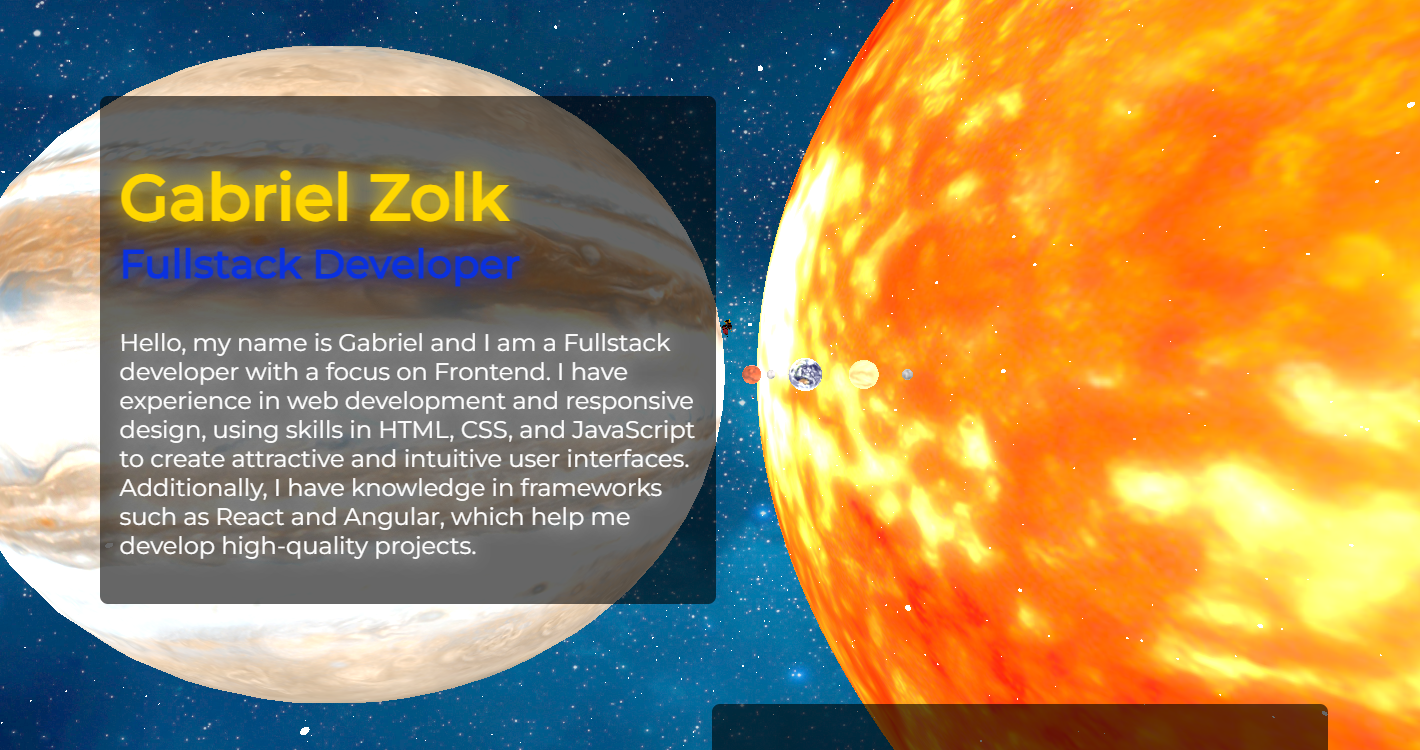 Gabriel Zolk
Fullstack Developer
Hello, my name is Gabriel and I am a Fullstack
developer with a focus on Frontend. I have
experience in web development and responsive
design, using skills in HTML, CSS, and JavaScript
to create attractive and intuitive user interfaces.
Additionally, I have knowledge in frameworks
such as React and Angular, which help me
develop high-quality projects.